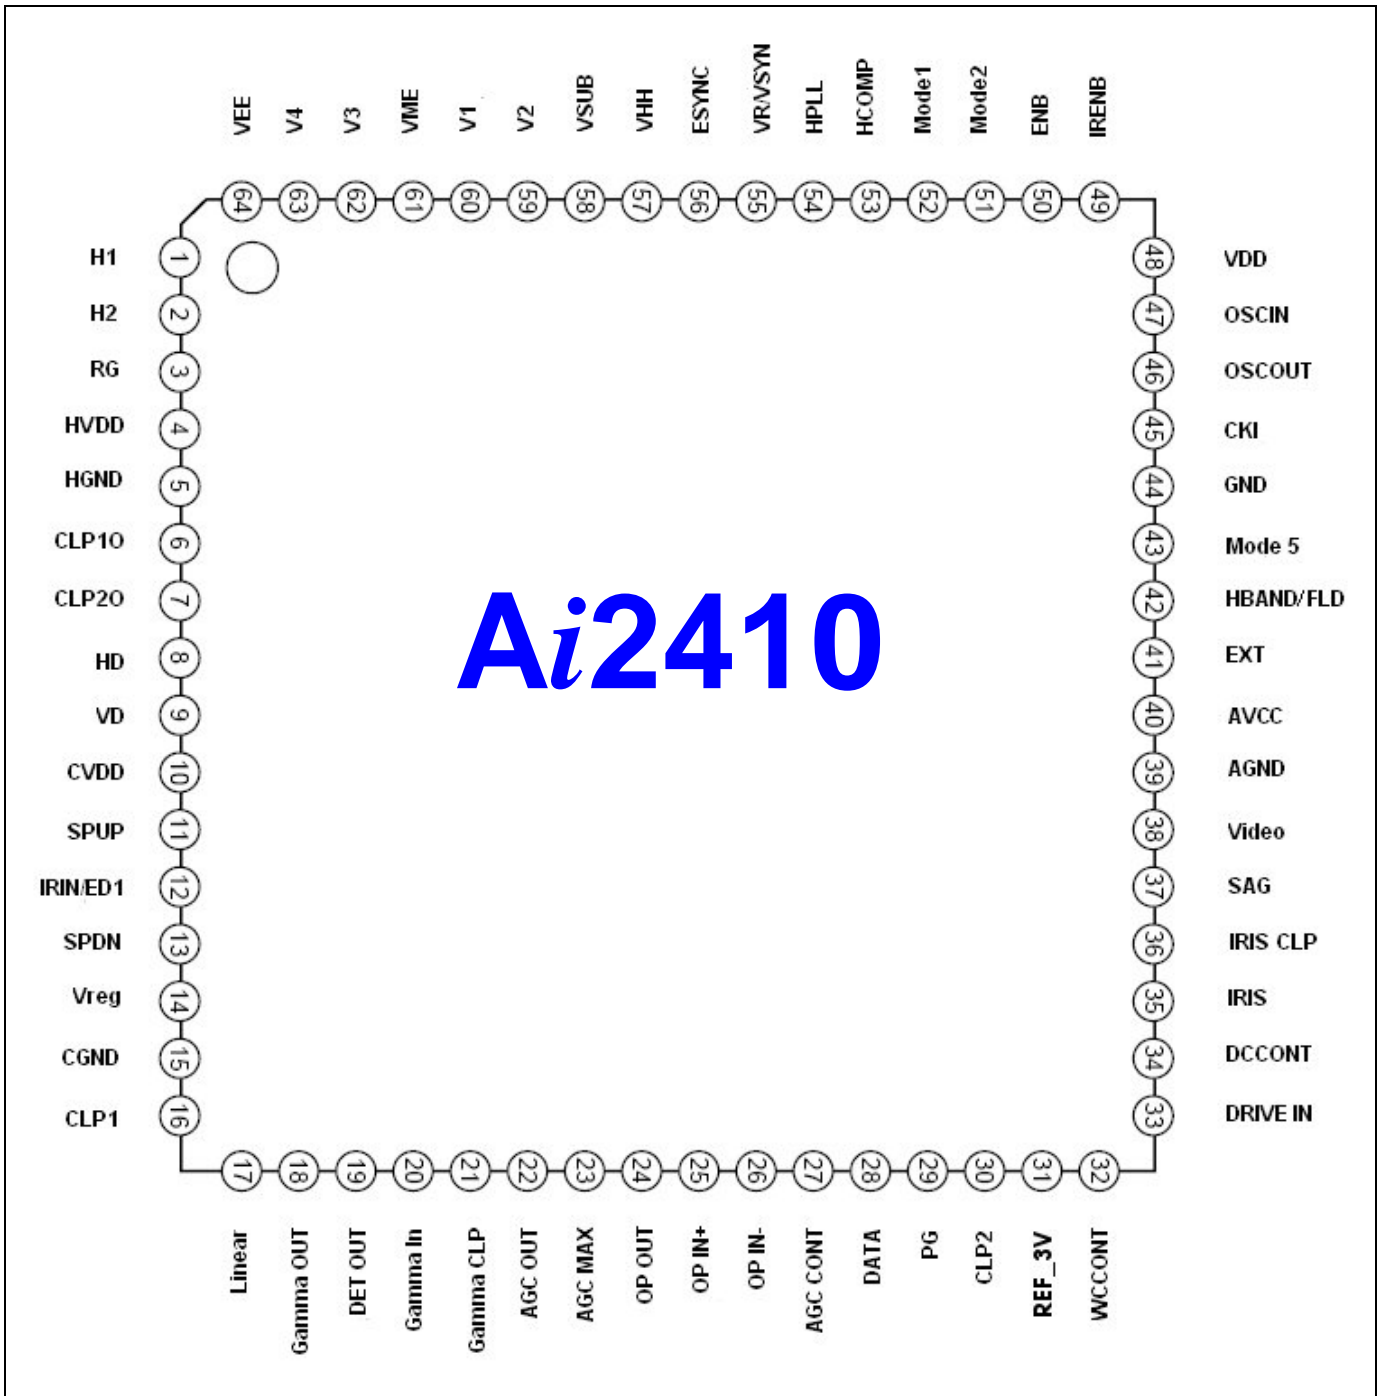 VEE
V4
V3
VME
V1
V2
VSUB
VHH
ESYNC
VR/VSYN
HPLL
HCOMP
Mode1
Mode2
ENB
IRENB
64
63
62
61
60
59
58
57
56
55
54
53
52
51
50
49
H1 1
H2 2
RG 3
HVDD 4
HGND 5
CLP1O 6
CLP2O 7
HD 8
VD 9
CVDD 10
SPUP 11
IRIN/ED1 12
SPDN 13
Vreg 14
CGND 15
CLP1 16
Ai2410
48 VDD
47 OSCIN
46 OSCOUT
45 CKI
44 GND
43 Mode 5
42 HBAND/FLD
41 EXT
40 AVCC
39 AGND
38 Video
37 SAG
36 IRIS CLP
35 IRIS
34 DCCONT
33 DRIVE IN
17
18
19
20
21
22
23
24
25
26
27
28
29
30
31
32
Linear
Gamma OUT
DET OUT
Gamma In
Gamma CLP
AGC OUT
AGC MAX
OP OUT
OP IN+
OP IN-
AGC CONT
DATA
PG
CLP2
REF_3V
WCCONT